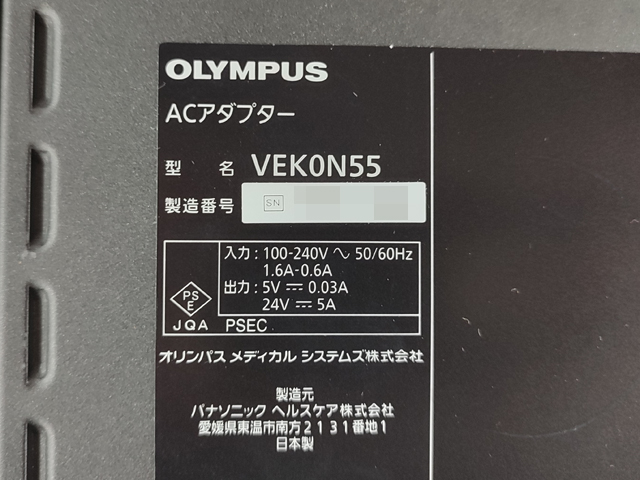 OLYMPUS
ACアダプター
型 名 VEK0N55
製造番号 SN
入力 : 100-240V ～ 50/60Hz
1.6A-0.6A
出力 : 5V ⎓ 0.03A
24V ⎓ 5A
PS
E
JQA PSEC
オリンパス メディカル システムズ株式会社
製造元
パナソニック ヘルスケア株式会社
愛媛県東温市南方2131番地1
日本製